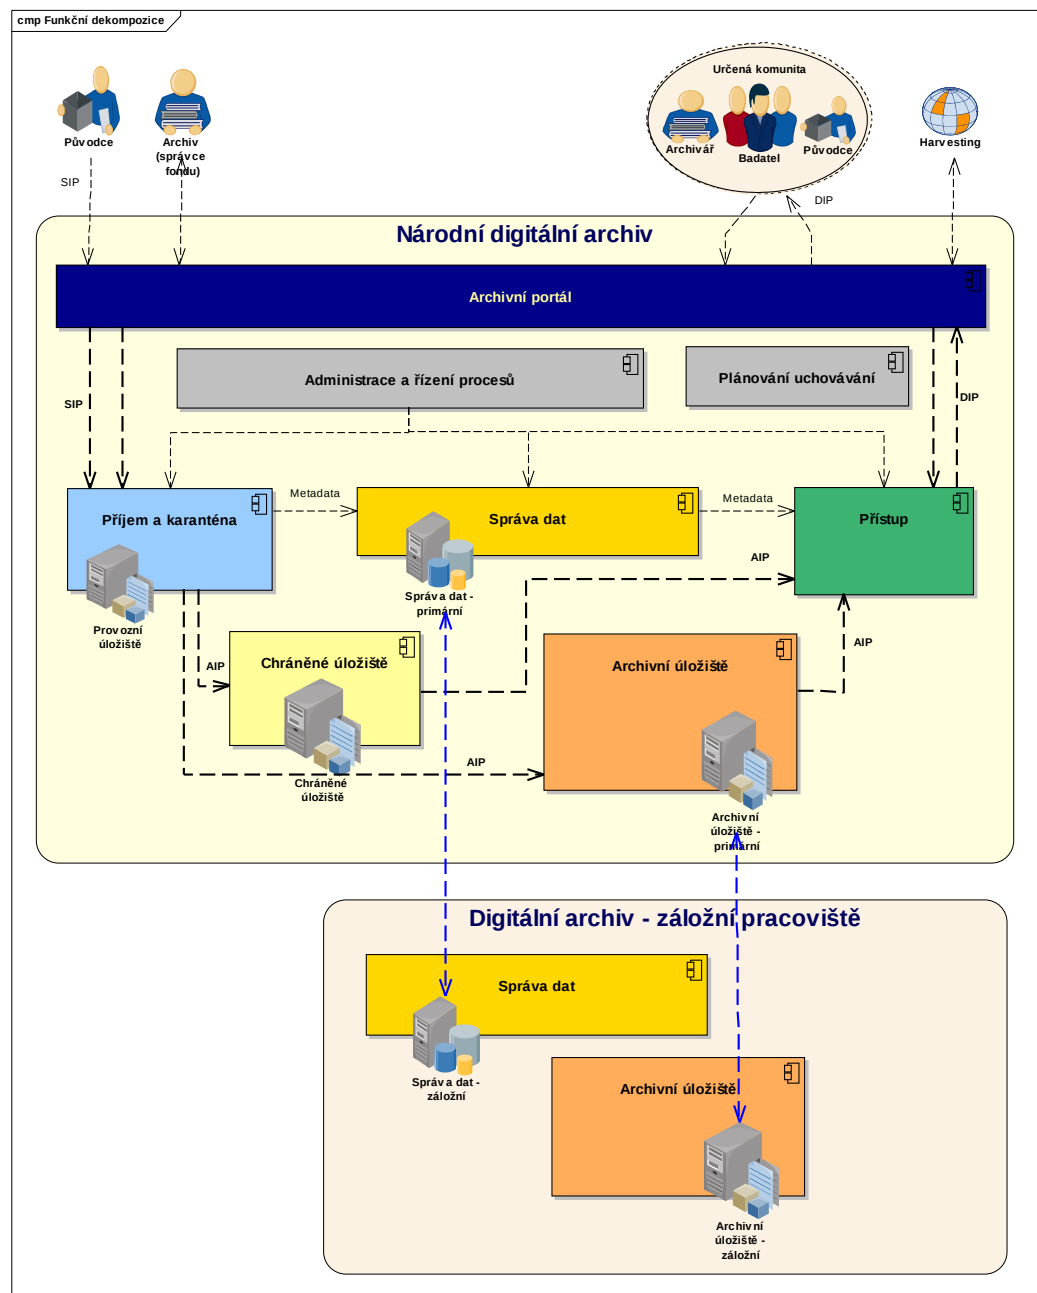 cmp Funkční dekompozice
Určená komunita
Původce
Archiv
(správce
fondu)
Archivář
Badatel
Původce
Harvesting
SIP
DIP
Národní digitální archiv
Archivní portál
Administrace a řízení procesů
Plánování uchovávání
SIP
DIP
Metadata
Metadata
Příjem a karanténa
Správa dat
Přístup
AIP
Provozní
úložiště
Správa dat -
primární
AIP
Chráněné úložiště
Archivní úložiště
AIP
AIP
Chráněné
úložiště
Archivní
úložiště -
primární
Digitální archiv - záložní pracoviště
Správa dat
Správa dat -
záložní
Archivní úložiště
Archivní
úložiště -
záložní